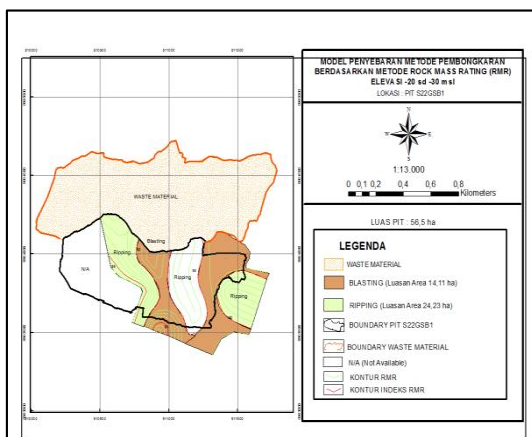 MODEL PENYEBARAN METODE PEMBONGKARAN
BERDASARKAN METODE ROCK MASS RATING (RMR)
ELEVASI -20 sd -30 msl
LOKASI : PIT S22GSB1
N
W
E
S
1:13.000
0 0,1 0,2 0,4 0,6 0,8
Kilometers
LUAS PIT : 56,5 ha
LEGENDA
WASTE MATERIAL
BLASTING (Luasan Area 14,11 ha)
RIPPING (Luasan Area 24,23 ha)
BOUNDARY PIT S22GSB1
BOUNDARY WASTE MATERIAL
N/A (Not Available)
KONTUR RMR
KONTUR INDEKS RMR
WASTE MATERIAL
Blasting
Ripping
N/A
Ripping
Ripping